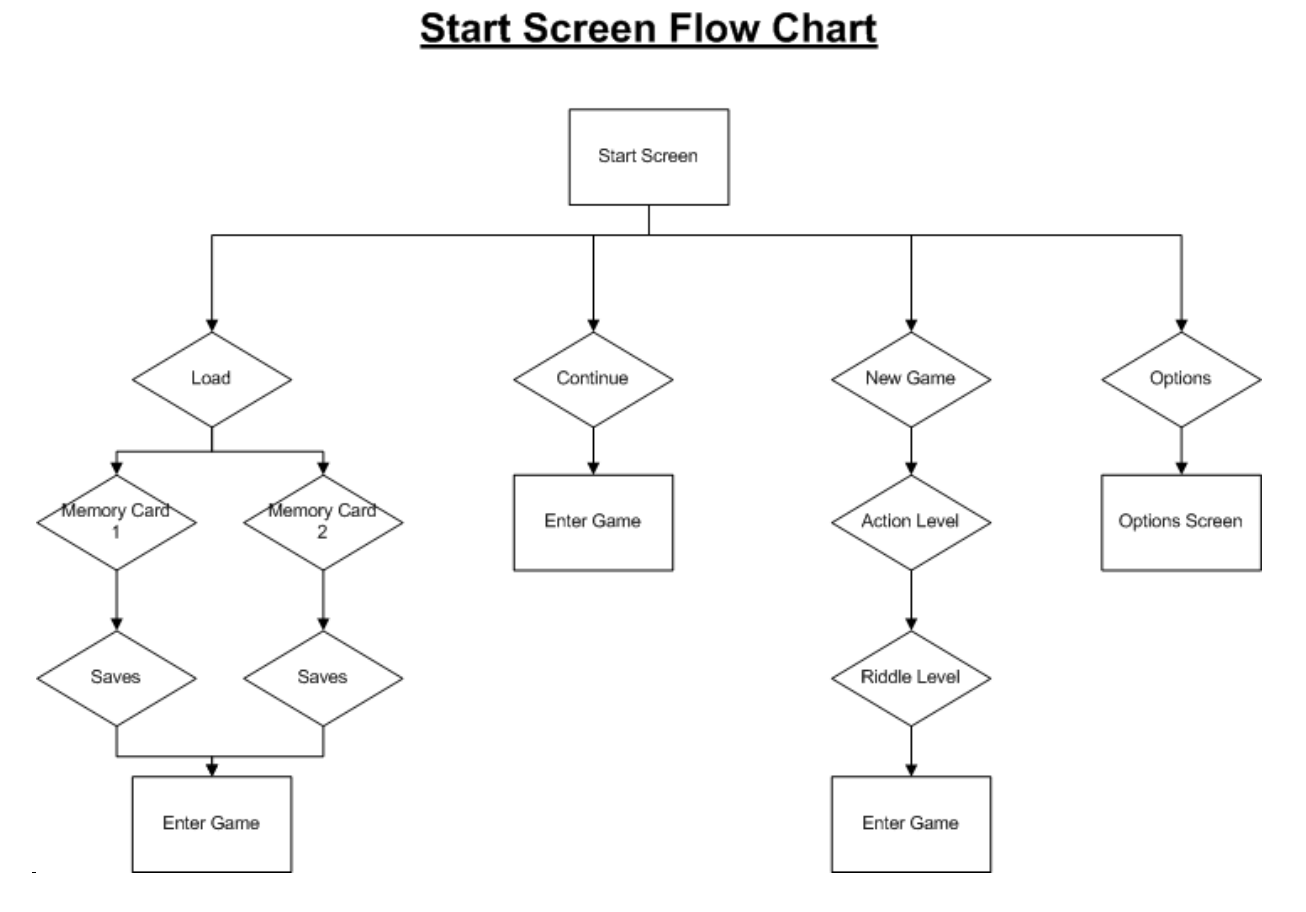 Start Screen Flow Chart
Start Screen
Load
Continue
New Game
Options
Memory Card
1
Memory Card
2
Enter Game
Action Level
Options Screen
Saves
Saves
Riddle Level
Enter Game
Enter Game